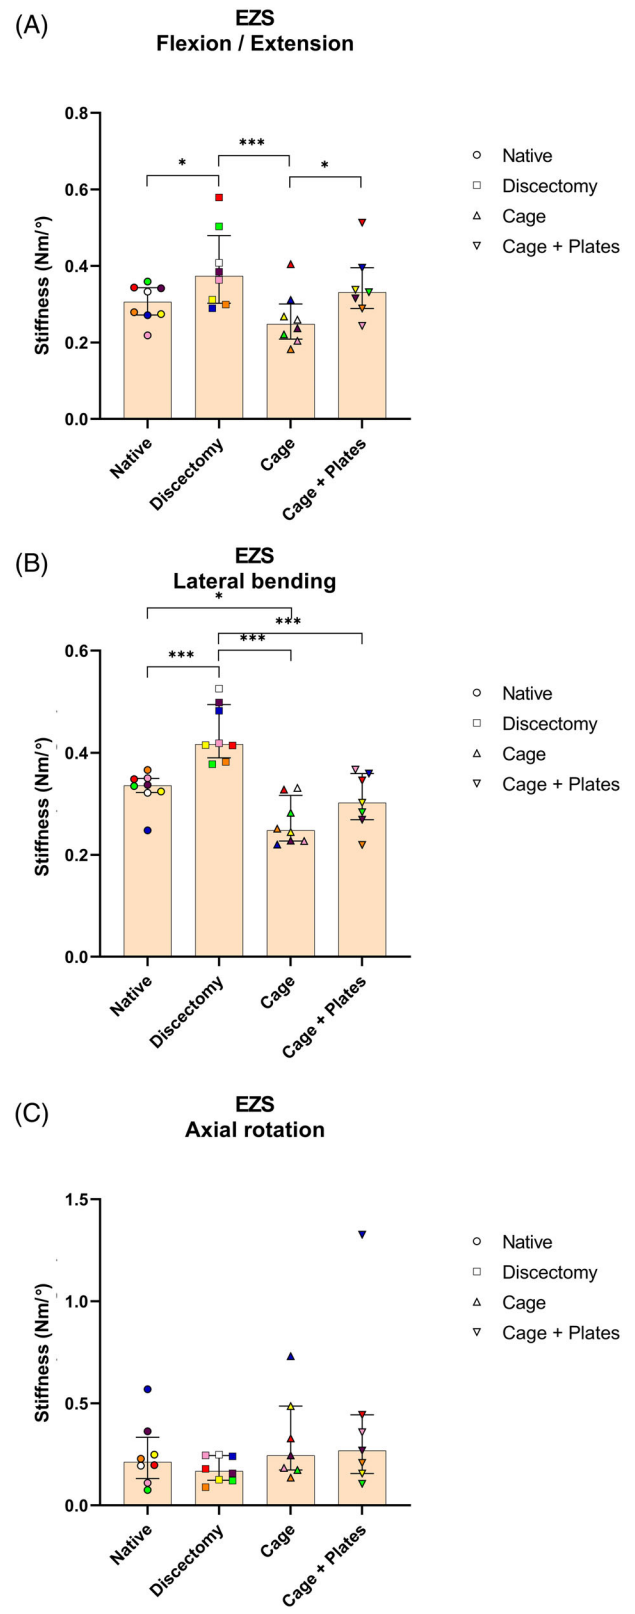 (A)
EZS
Flexion / Extension
0.8
0.6
0.4
0.2
0.0
Stiffness (Nm/°)
*
***
*
Native
Discectomy
Cage
Cage + Plates
Native
Discectomy
Cage
Cage + Plates
(B)
EZS
Lateral bending
*
***
***
***
0.6
0.4
0.2
0.0
Stiffness (Nm/°)
Native
Discectomy
Cage
Cage + Plates
Native
Discectomy
Cage
Cage + Plates
(C)
EZS
Axial rotation
1.5
1.0
0.5
0.0
Stiffness (Nm/°)
Native
Discectomy
Cage
Cage + Plates
Native
Discectomy
Cage
Cage + Plates